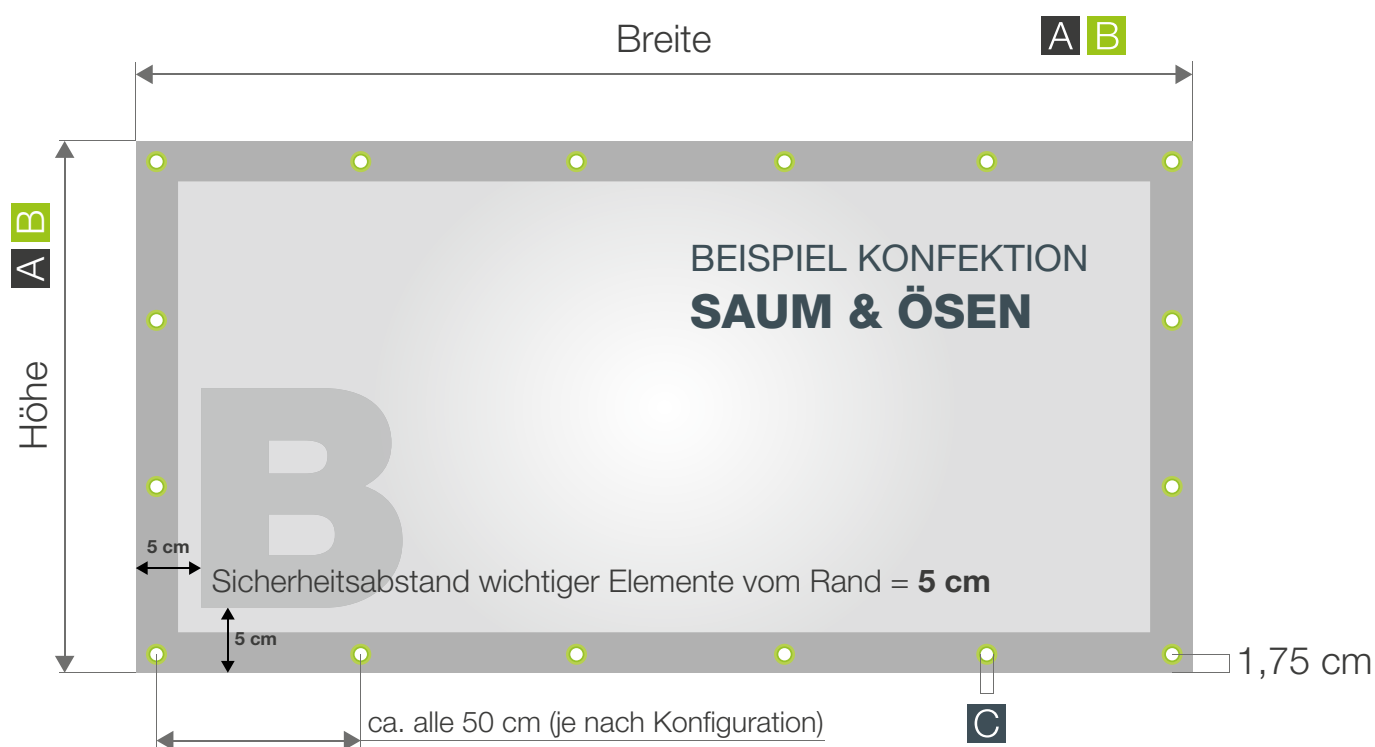 Breite
A B
A B
Höhe
BEISPIEL KONFEKTION
SAUM & ÖSEN
B
5 cm
Sicherheitsabstand wichtiger Elemente vom Rand = 5 cm
5 cm
1,75 cm
ca. alle 50 cm (je nach Konfiguration)
C